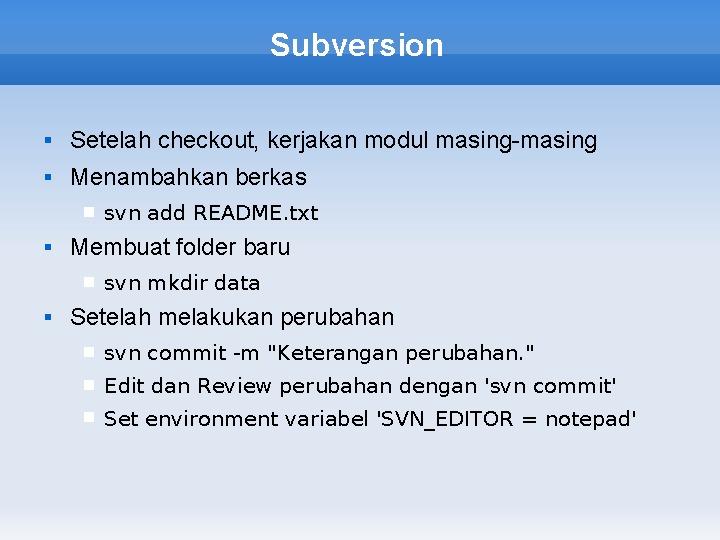 Subversion
Setelah checkout, kerjakan modul masing-masing
Menambahkan berkas
svn add README.txt
Membuat folder baru
svn mkdir data
Setelah melakukan perubahan
svn commit -m "Keterangan perubahan."
Edit dan Review perubahan dengan 'svn commit'
Set environment variabel 'SVN_EDITOR = notepad'